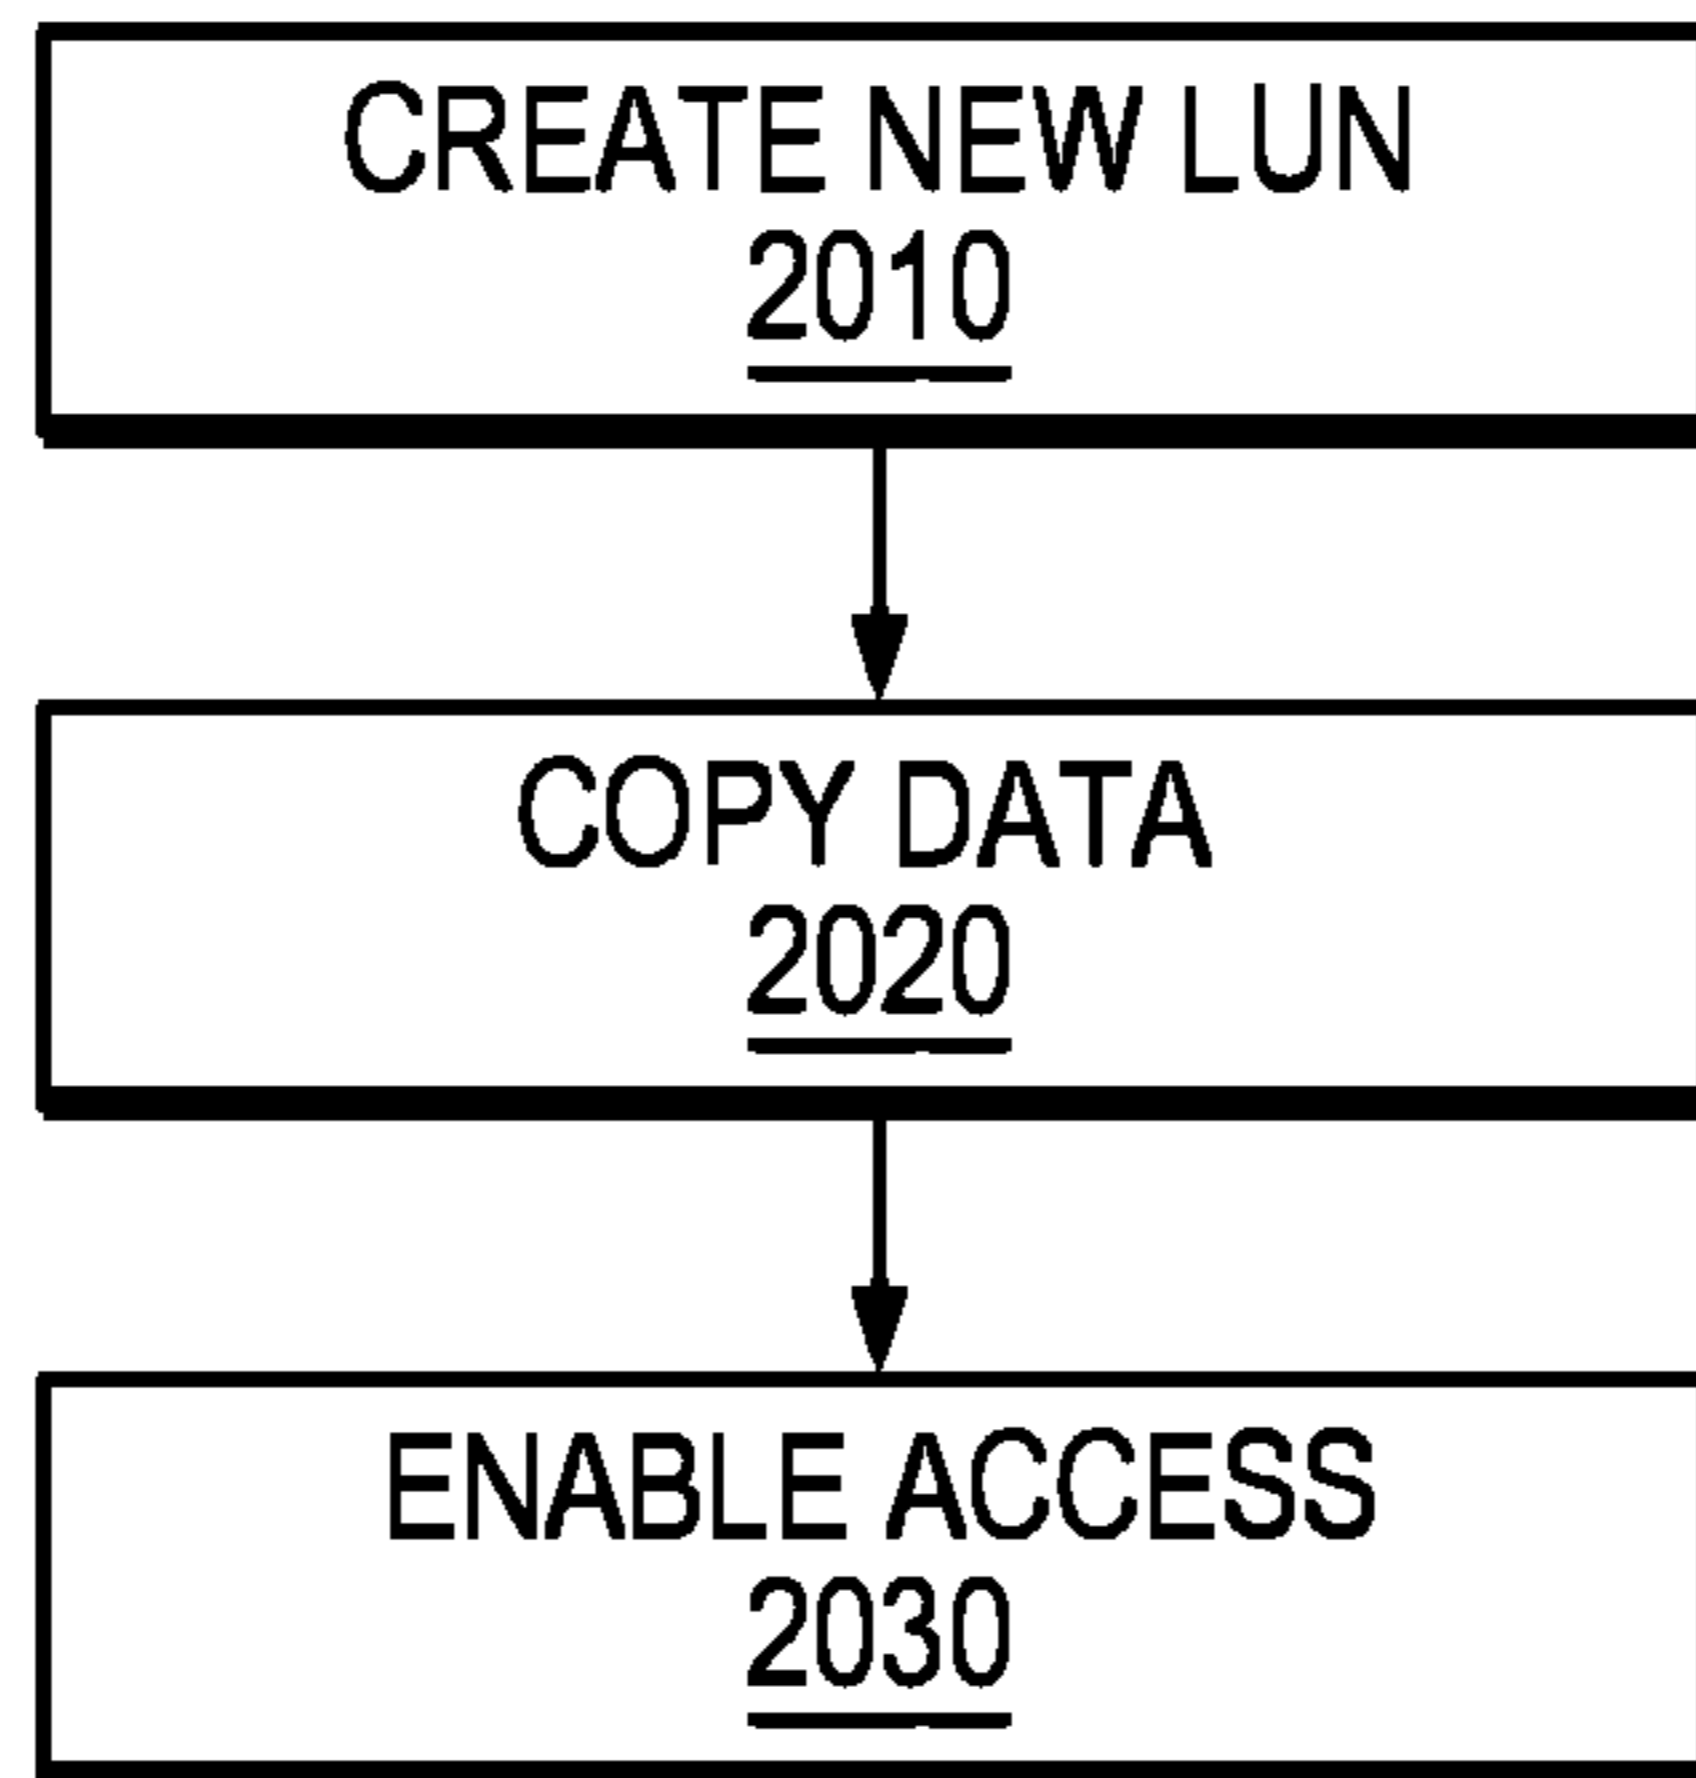 CREATE NEW LUN
2010
COPY DATA
2020
ENABLE ACCESS
2030